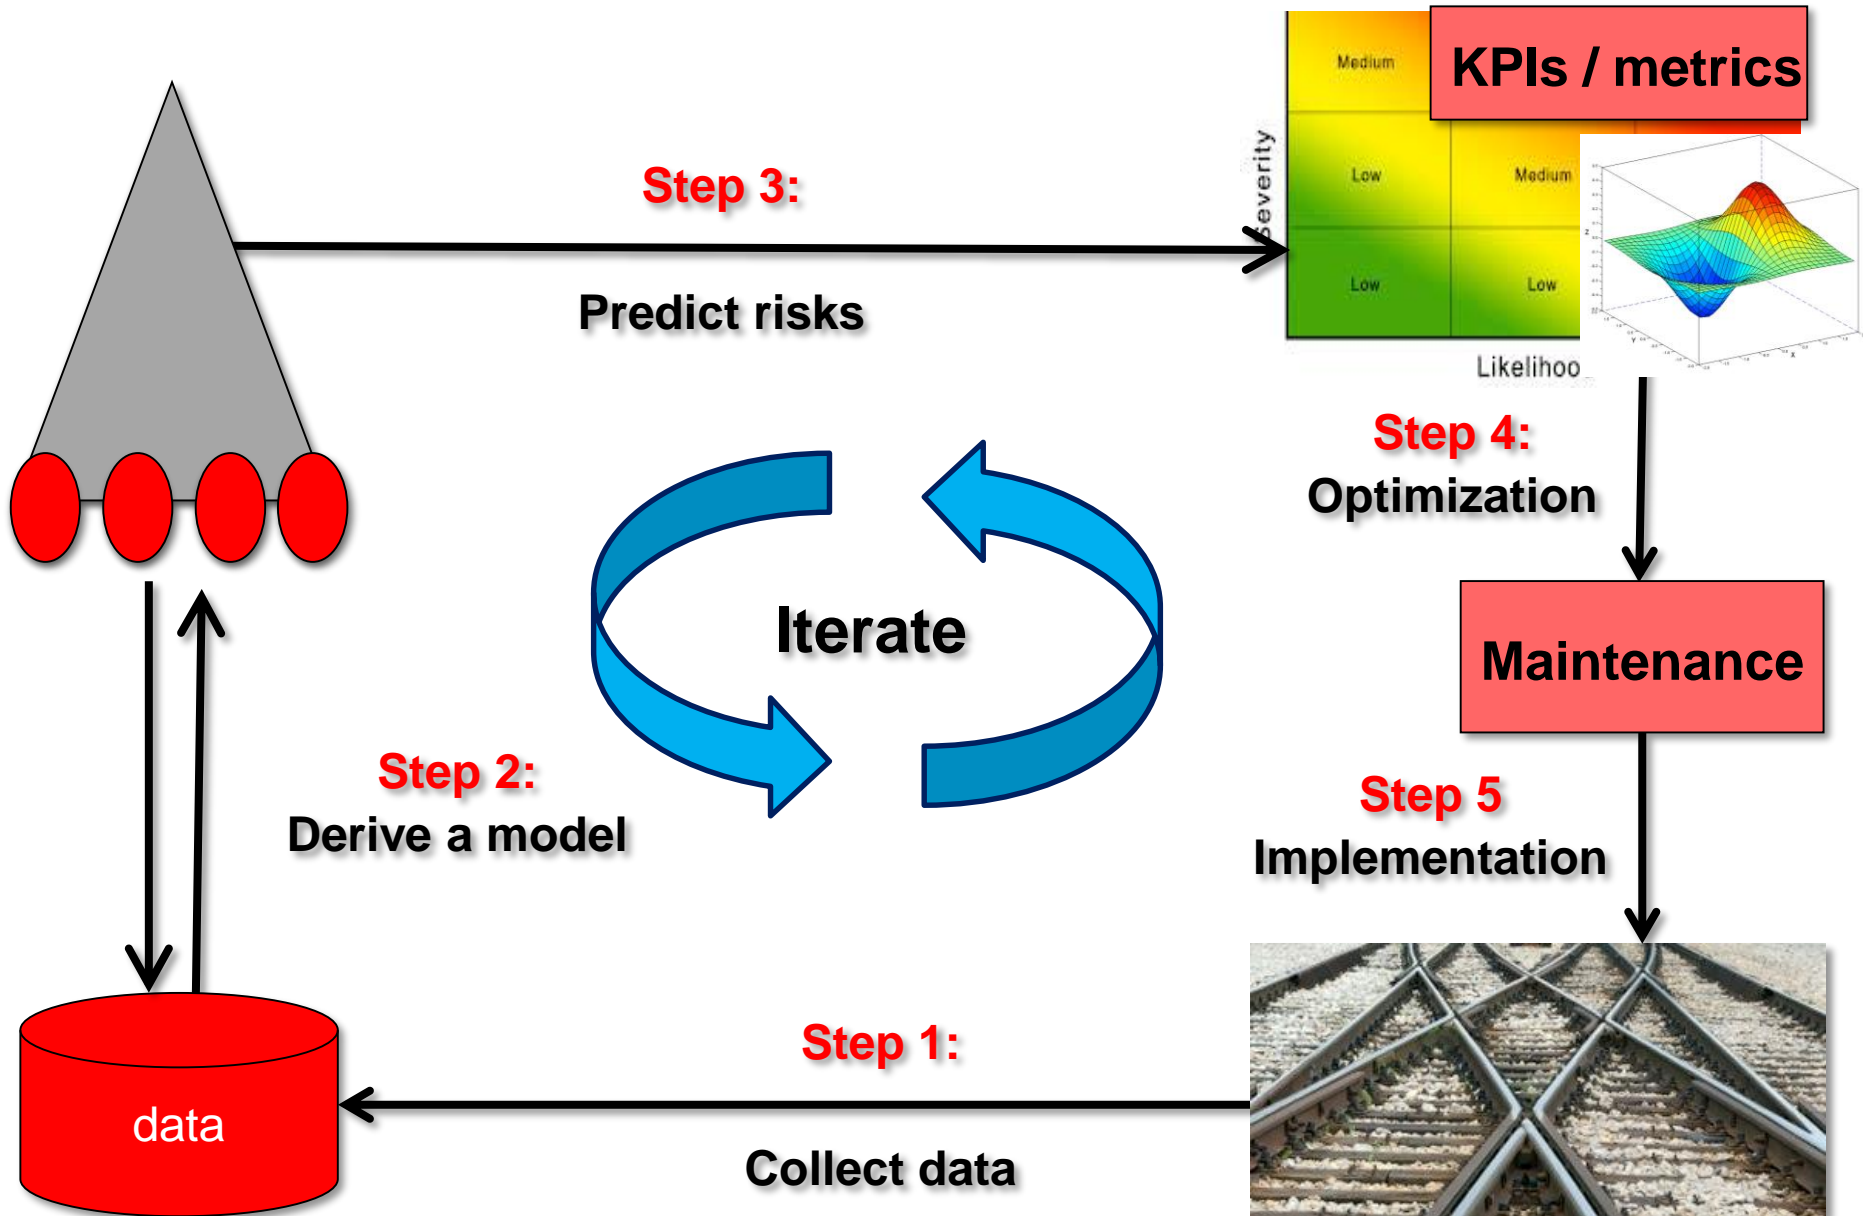 KPIs / metrics
Medium
Severity
Low
Medium
Low
Low
Likelihoo
Step 3:
Predict risks
Step 4:
Optimization
Iterate
Maintenance
Step 2:
Derive a model
Step 5
Implementation
Step 1:
data
Collect data